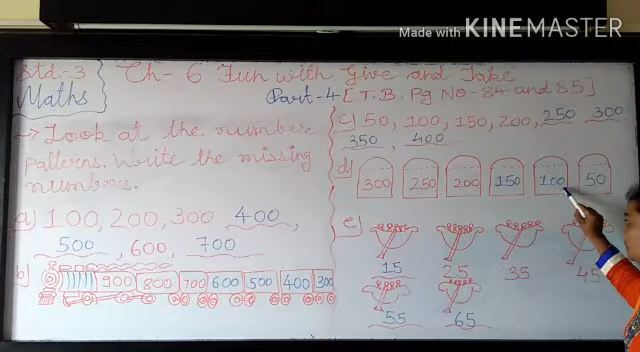 Made with KINEMASTER
Std-3
Maths
Ch-6 Fun with Give and Take
Part-4 [T.B. Pg No-84 and 85]
→ Look at the number
patterns. Write the missing
numbers.
a) 100, 200, 300 400,
500, 600, 700
b) 900 800 700 600 500 400 300
c) 50, 100, 150, 200, 250 300
350, 400
d) 300 250 200 150 100 50
e) 15 25 35 45
55 65